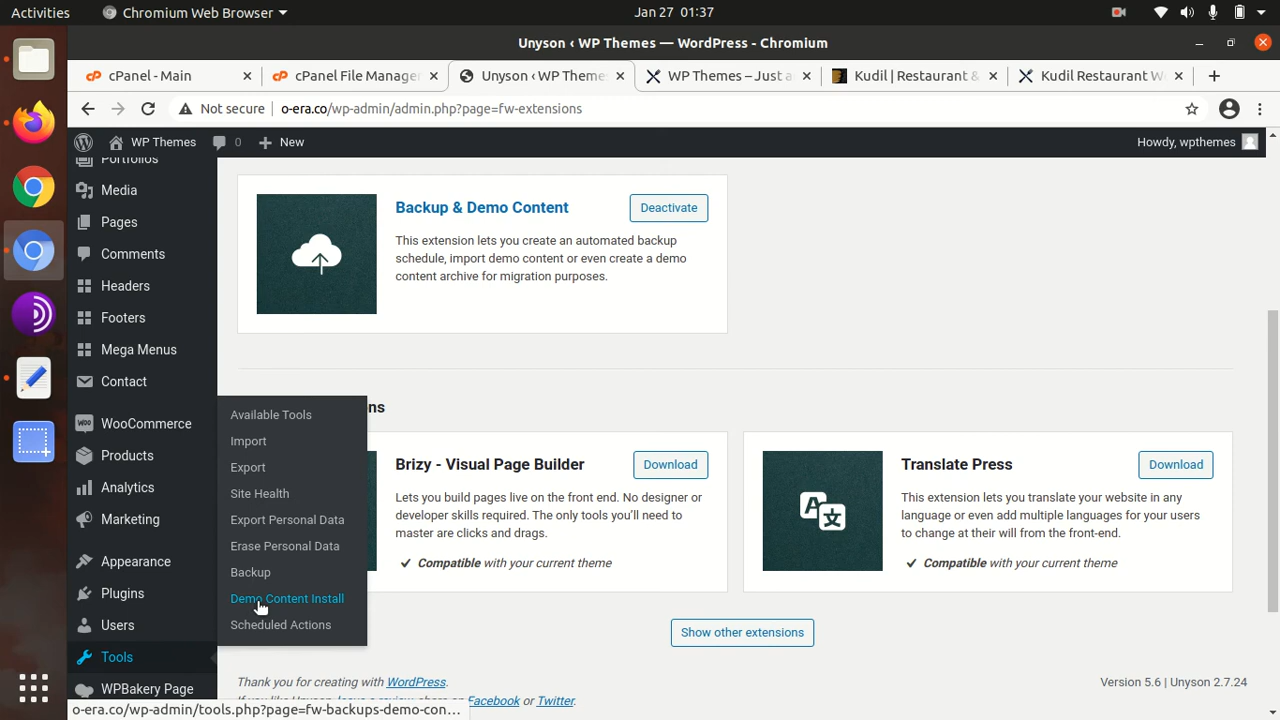 Activities
Chromium Web Browser
Jan 27 01:37
Unyson ‹ WP Themes — WordPress - Chromium
cPanel - Main
cPanel File Manage
Unyson ‹ WP Theme
WP Themes – Just a
Kudil | Restaurant &
Kudil Restaurant W
Not secure
o-era.co/wp-admin/admin.php?page=fw-extensions
WP Themes
0
New
Howdy, wpthemes
Portfolios
Media
Pages
Comments
Headers
Footers
Mega Menus
Contact
WooCommerce
Products
Analytics
Marketing
Appearance
Plugins
Users
Tools
WPBakery Page
Available Tools
Import
Export
Site Health
Export Personal Data
Erase Personal Data
Backup
Demo Content Install
Scheduled Actions
Backup & Demo Content
Deactivate
This extension lets you create an automated backup
schedule, import demo content or even create a demo
content archive for migration purposes.
ns
Brizy - Visual Page Builder
Download
Lets you build pages live on the front end. No designer or
developer skills required. The only tools you'll need to
master are clicks and drags.
✓ Compatible with your current theme
Translate Press
Download
This extension lets you translate your website in any
language or even add multiple languages for your users
to change at their will from the front-end.
✓ Compatible with your current theme
Show other extensions
Thank you for creating with WordPress.
Version 5.6 | Unyson 2.7.24
If you like Unyson, leave a review, share on Facebook or Twitter.
o-era.co/wp-admin/tools.php?page=fw-backups-demo-con…